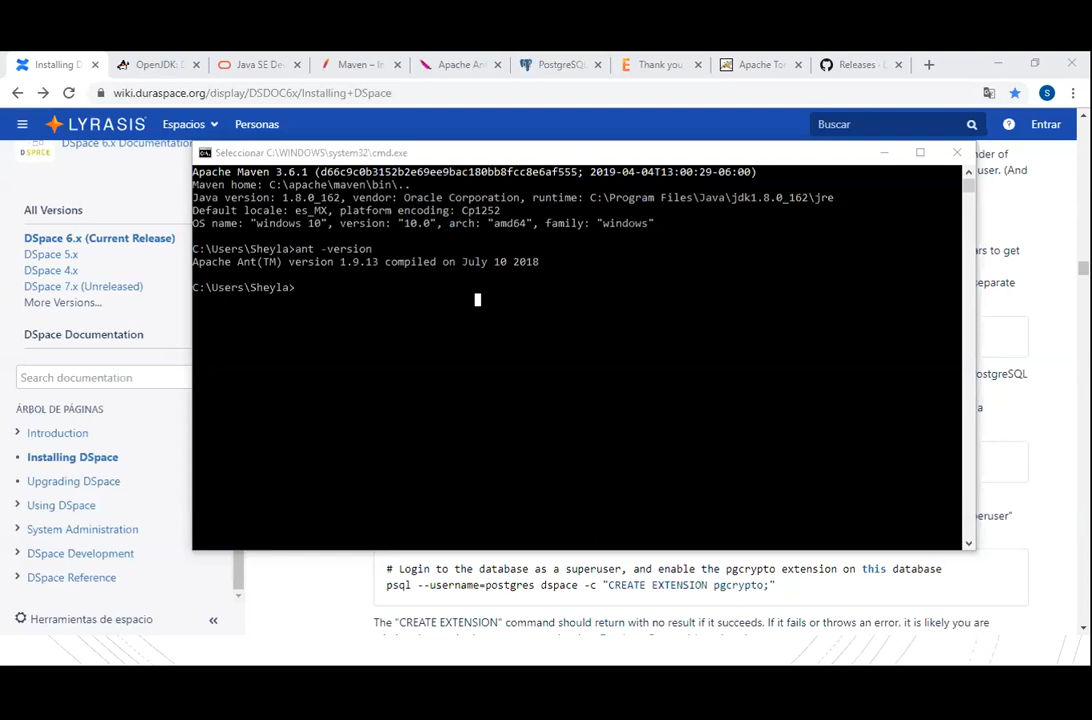 Installing D
OpenJDK: D
Java SE Dev
Maven – In
Apache Ant
PostgreSQL
Thank you
Apache To
Releases · D
wiki.duraspace.org/display/DSDOC6x/Installing+DSpace
S
LYRASIS Espacios Personas Buscar Entrar
DSPACE
DSpace 6.x Documentation
All Versions
DSpace 6.x (Current Release)
DSpace 5.x
DSpace 4.x
DSpace 7.x (Unreleased)
More Versions...
DSpace Documentation
Search documentation
ÁRBOL DE PÁGINAS
Introduction
Installing DSpace
Upgrading DSpace
Using DSpace
System Administration
DSpace Development
DSpace Reference
Herramientas de espacio
Seleccionar C:\WINDOWS\system32\cmd.exe
Apache Maven 3.6.1 (d66c9c0b3152b2e69ee9bac180bb8fcc8e6af555; 2019-04-04T13:00:29-06:00)
Maven home: C:\apache\maven\bin\..
Java version: 1.8.0_162, vendor: Oracle Corporation, runtime: C:\Program Files\Java\jdk1.8.0_162\jre
Default locale: es_MX, platform encoding: Cp1252
OS name: "windows 10", version: "10.0", arch: "amd64", family: "windows"
C:\Users\Sheyla>ant -version
Apache Ant(TM) version 1.9.13 compiled on July 10 2018
C:\Users\Sheyla>
nder of
r. (And
ars to get
separate
ostgreSQL
a
eruser"
# Login to the database as a superuser, and enable the pgcrypto extension on this database
psql --username=postgres dspace -c "CREATE EXTENSION pgcrypto;"
The "CREATE EXTENSION" command should return with no result if it succeeds. If it fails or throws an error, it is likely you are